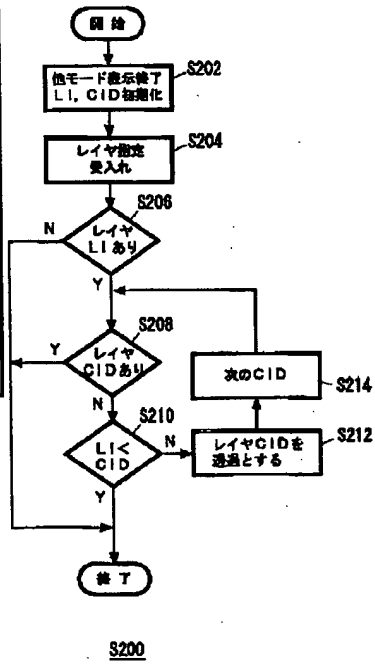 開始
他モード表示終了
LI, CID初期化
S202
レイヤ指定
受入れ
S204
S206
レイヤ
LIあり
N
Y
S208
レイヤ
CIDあり
Y
N
次のCID
S214
S210
LI<
CID
N
Y
レイヤCIDを
透過とする
S212
終了
S200